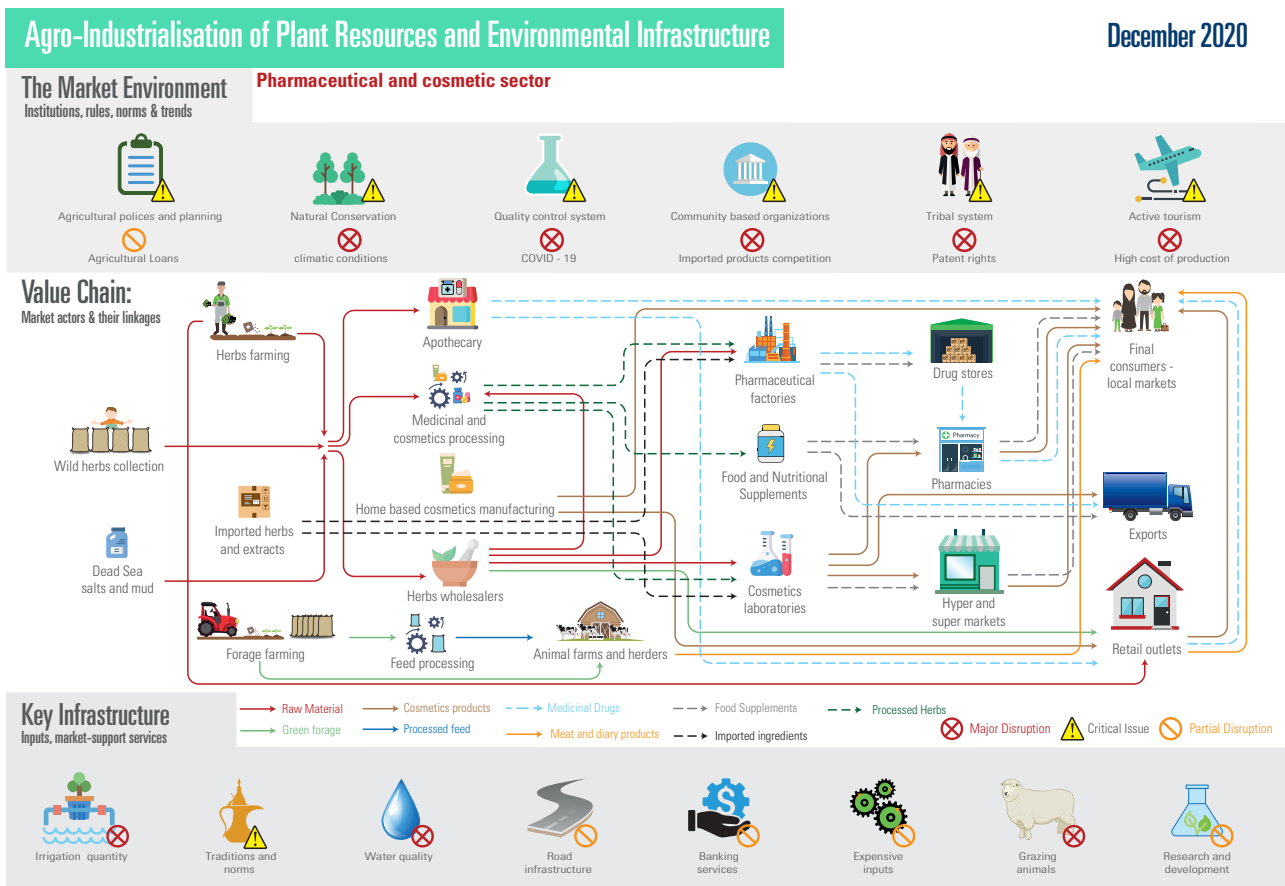 Agro-Industrialisation of Plant Resources and Environmental Infrastructure
December 2020
The Market Environment
Institutions, rules, norms & trends
Pharmaceutical and cosmetic sector
Agricultural polices and planning
Natural Conservation
Quality control system
Community based organizations
Tribal system
Active tourism
Agricultural Loans
climatic conditions
COVID - 19
Imported products competition
Patent rights
High cost of production
Value Chain:
Market actors & their linkages
Herbs farming
Apothecary
Pharmaceutical
factories
Drug stores
Final
consumers -
local markets
Medicinal and
cosmetics processing
Wild herbs collection
Food and Nutritional
Supplements
Pharmacy
Pharmacies
Home based cosmetics manufacturing
Imported herbs
and extracts
Exports
Dead Sea
salts and mud
Herbs wholesalers
Cosmetics
laboratories
Hyper and
super markets
Forage farming
Feed processing
Animal farms and herders
Retail outlets
Key Infrastructure
Inputs, market-support services
Raw Material
Cosmetics products
Medicinal Drugs
Food Supplements
Processed Herbs
Green forage
Processed feed
Meat and diary products
Imported ingredients
Major Disruption
Critical Issue
Partial Disruption
Irrigation quantity
Traditions and
norms
Water quality
Road
infrastructure
Banking
services
Expensive
inputs
Grazing
animals
Research and
development